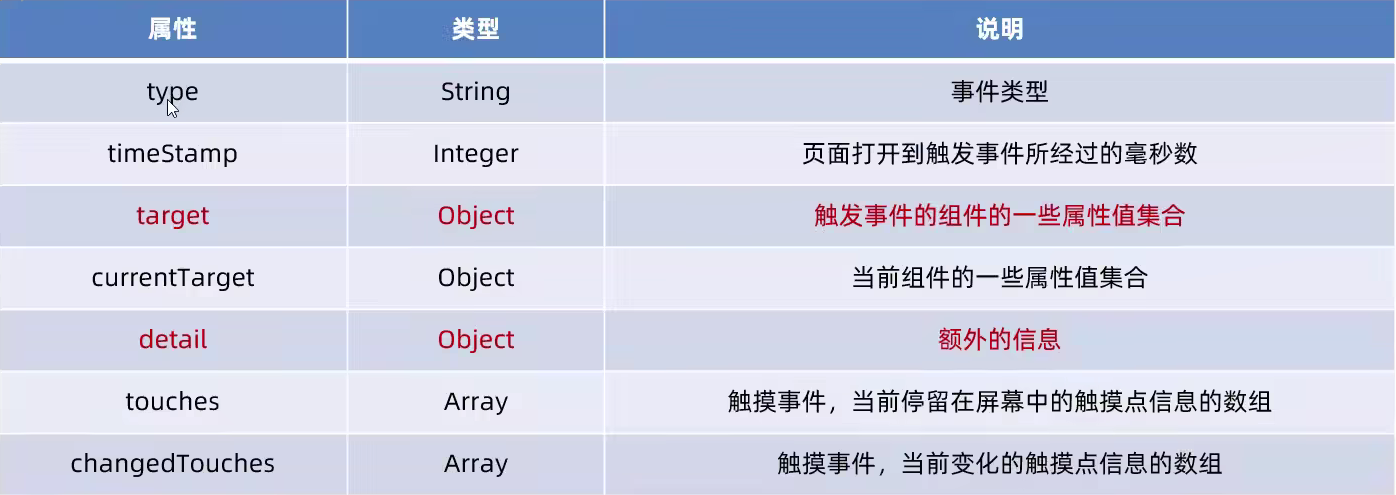 属性 类型 说明
type String 事件类型
timeStamp Integer 页面打开到触发事件所经过的毫秒数
target Object 触发事件的组件的一些属性值集合
currentTarget Object 当前组件的一些属性值集合
detail Object 额外的信息
touches Array 触摸事件，当前停留在屏幕中的触摸点信息的数组
changedTouches Array 触摸事件，当前变化的触摸点信息的数组